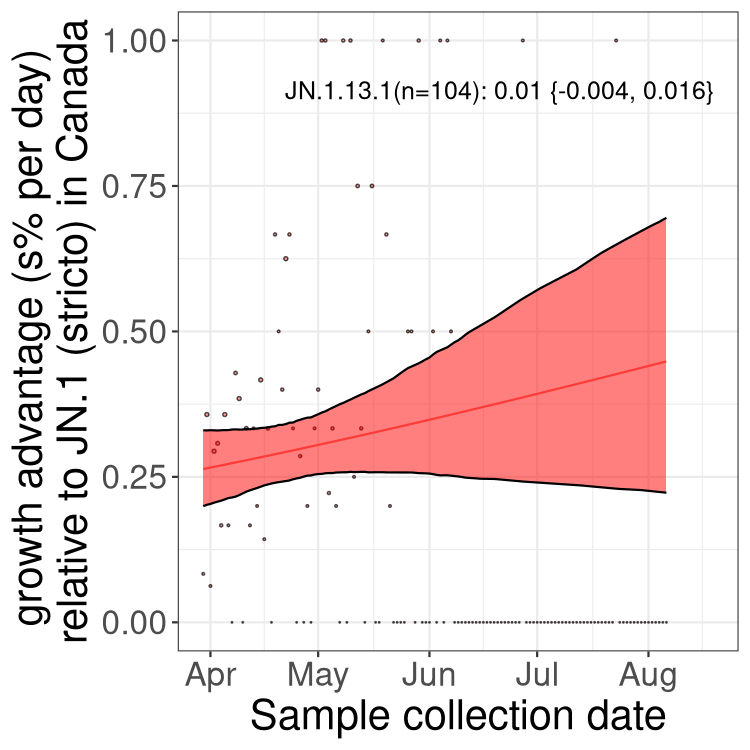 growth advantage (s% per day)
relative to JN.1 (stricto) in Canada
1.00
0.75
0.50
0.25
0.00
JN.1.13.1(n=104): 0.01 {-0.004, 0.016}
Apr May Jun Jul Aug
Sample collection date